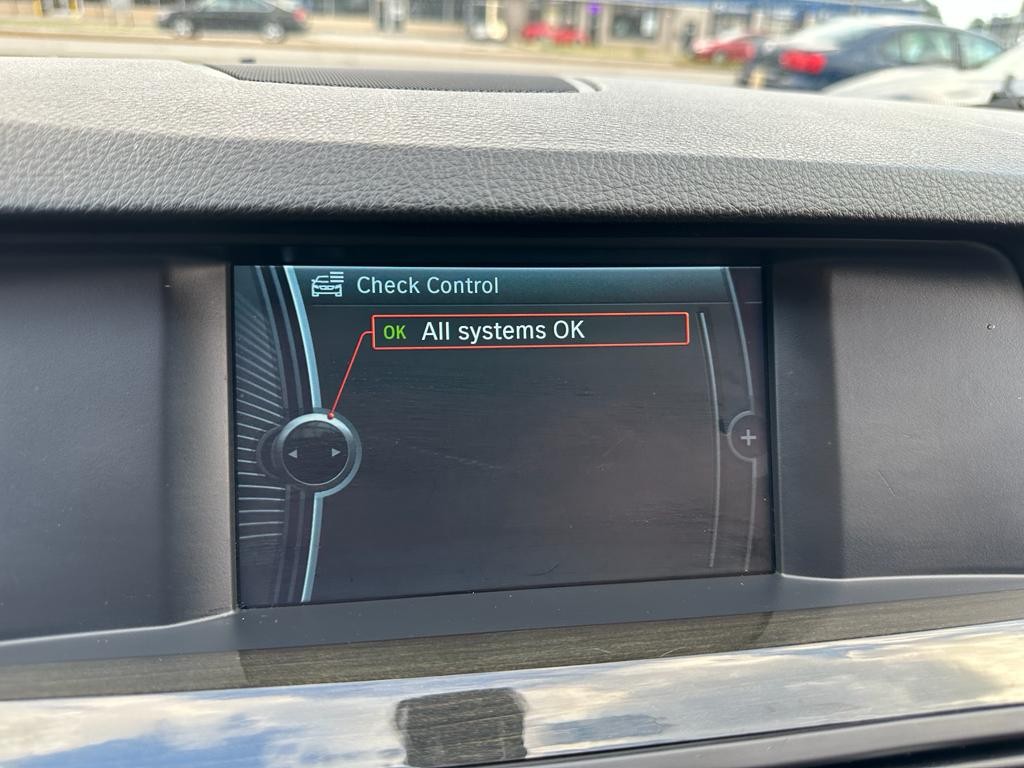 Check Control
OK All systems OK
+